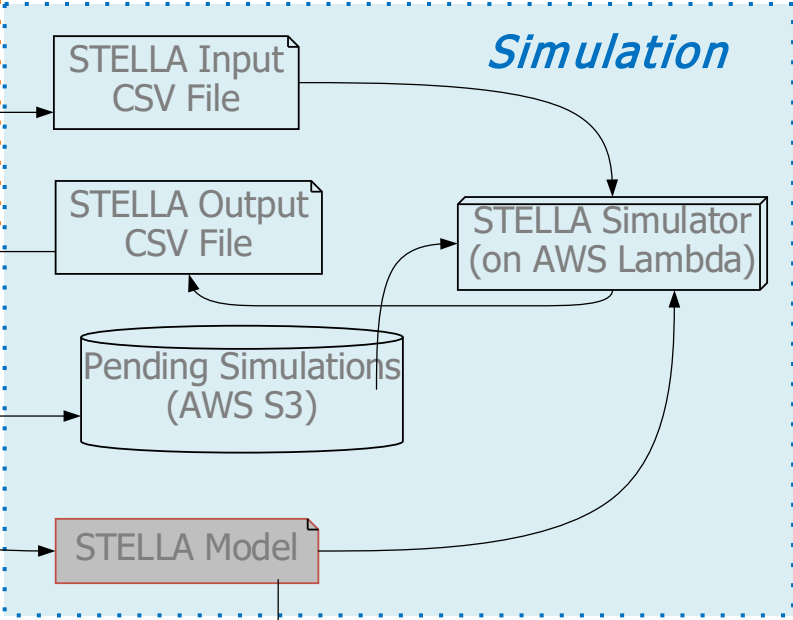 Simulation
STELLA Input
CSV File
STELLA Output
CSV File
STELLA Simulator
(on AWS Lambda)
Pending Simulations
(AWS S3)
STELLA Model